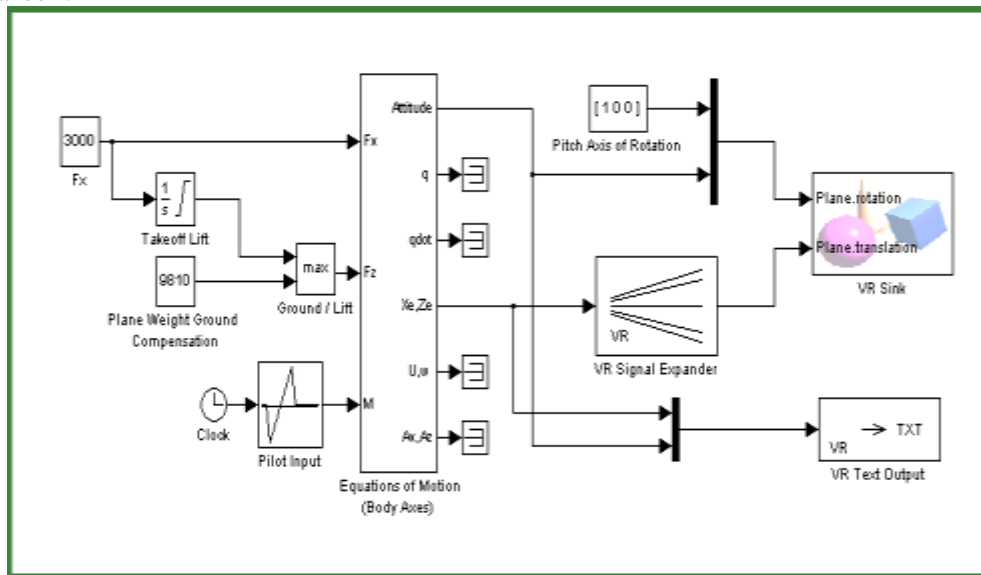 3000
Fx
1
s
Takeoff Lift
9810
Plane Weight Ground
Compensation
max
Ground / Lift
Clock
Pilot Input
Fx
Fz
M
Attitude
q
qdot
Xe,Ze
U,w
Ax,Az
Equations of Motion
(Body Axes)
[1 0 0]
Pitch Axis of Rotation
VR
VR Signal Expander
Plane.rotation
Plane.translation
VR Sink
TXT
VR
VR Text Output